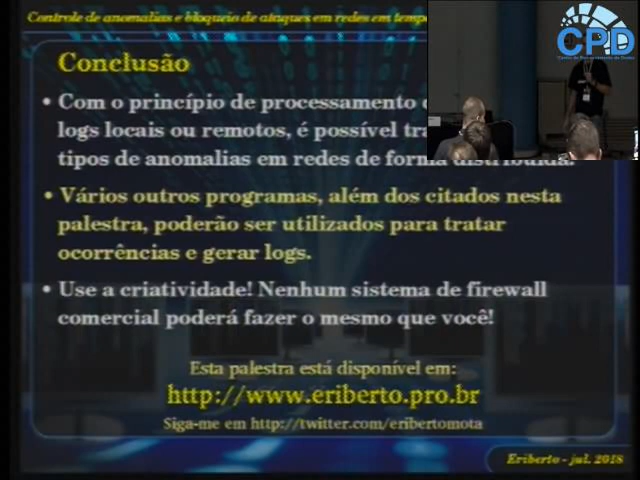 Controle de anomalias e bloqueio de ataques em redes em tempo
CPD
Conclusão
• Com o princípio de processamento
logs locais ou remotos, é possível
tipos de anomalias em redes de forma distribuída.
• Vários outros programas, além dos citados nesta
palestra, poderão ser utilizados para tratar
ocorrências e gerar logs.
• Use a criatividade! Nenhum sistema de firewall
comercial poderá fazer o mesmo que você!
Esta palestra está disponível em:
http://www.eriberto.pro.br
Siga-me em http://twitter.com/eribertomota
Eriberto - jul. 2018